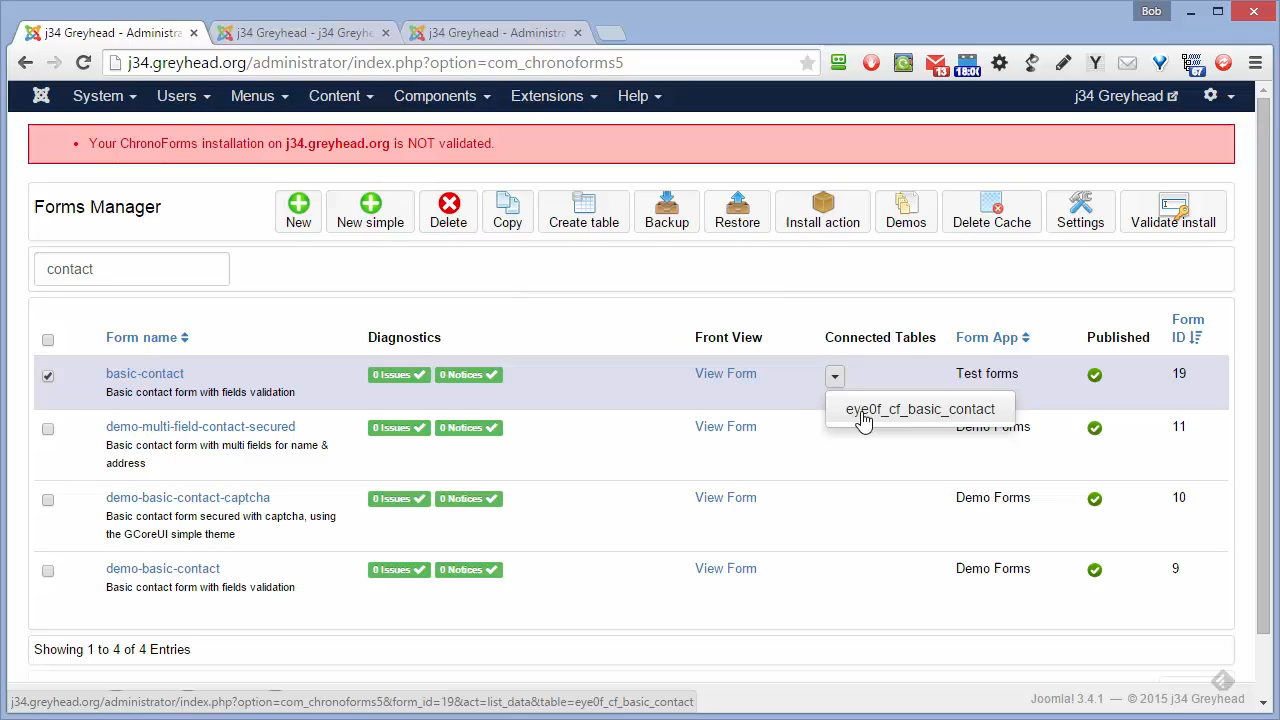 Bob
j34 Greyhead - Administra
j34 Greyhead - j34 Greyhe
j34 Greyhead - Administra
j34.greyhead.org/administrator/index.php?option=com_chronoforms5
13
18:00
Y
67
System
Users
Menus
Content
Components
Extensions
Help
j34 Greyhead
Your ChronoForms installation on j34.greyhead.org is NOT validated.
Forms Manager
New
New simple
Delete
Copy
Create table
Backup
Restore
Install action
Demos
Delete Cache
Settings
Validate install
contact
Form name
Diagnostics
Front View
Connected Tables
Form App
Published
Form
ID
basic-contact
Basic contact form with fields validation
0 Issues
0 Notices
View Form
Test forms
19
eye0f_cf_basic_contact
demo-multi-field-contact-secured
Basic contact form with multi fields for name &
address
0 Issues
0 Notices
View Form
Demo Forms
11
demo-basic-contact-captcha
Basic contact form secured with captcha, using
the GCoreUI simple theme
0 Issues
0 Notices
View Form
Demo Forms
10
demo-basic-contact
Basic contact form with fields validation
0 Issues
0 Notices
View Form
Demo Forms
9
Showing 1 to 4 of 4 Entries
j34.greyhead.org/administrator/index.php?option=com_chronoforms5&form_id=19&act=list_data&table=eye0f_cf_basic_contact
Joomla! 3.4.1 — © 2015 j34 Greyhead